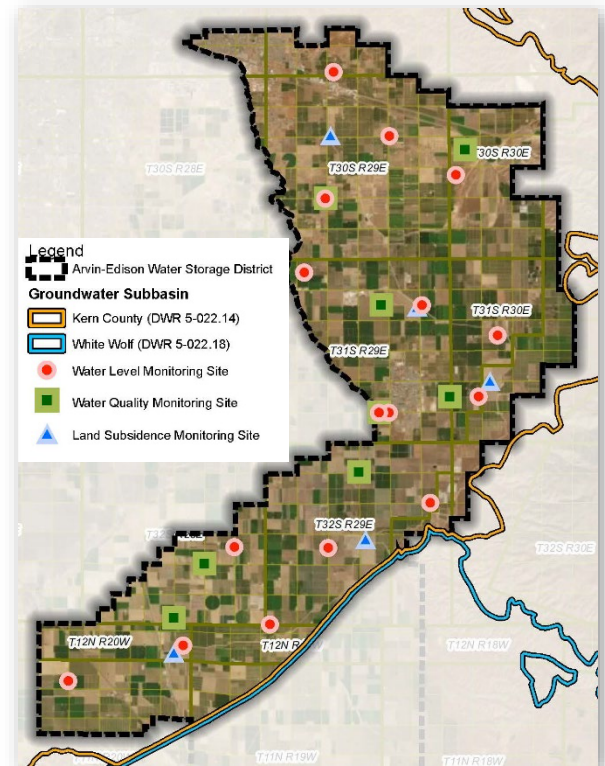 T30S R28E
T30S R29E
T30S R30E
Legend
Arvin-Edison Water Storage District
Groundwater Subbasin
Kern County (DWR 5-022.14)
White Wolf (DWR 5-022.18)
Water Level Monitoring Site
Water Quality Monitoring Site
Land Subsidence Monitoring Site
T31S R30E
T31S R29E
T32S R29E
T32S R30E
T12N R20W
T12N
T12N R18W
R20W
T11N R19W
T11N R18W